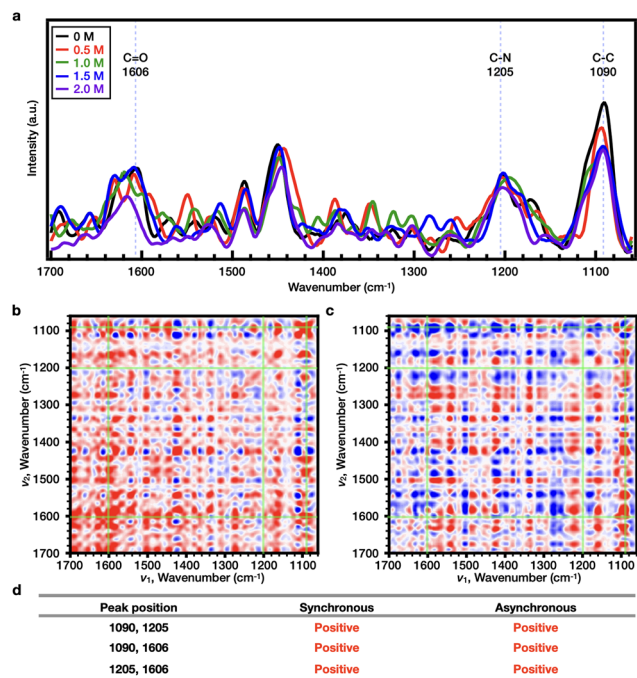 a
0 M
0.5 M
1.0 M
1.5 M
2.0 M
C=O
1606
C-N
1205
C-C
1090
Intensity (a.u.)
1700 1600 1500 1400 1300 1200 1100
Wavenumber (cm⁻¹)
b
1100
1200
1300
1400
1500
1600
1700
ν₂, Wavenumber (cm⁻¹)
1700 1600 1500 1400 1300 1200 1100
ν₁, Wavenumber (cm⁻¹)
c
1100
1200
1300
1400
1500
1600
1700
ν₂, Wavenumber (cm⁻¹)
1700 1600 1500 1400 1300 1200 1100
ν₁, Wavenumber (cm⁻¹)
d
Peak position Synchronous Asynchronous
1090, 1205 Positive Positive
1090, 1606 Positive Positive
1205, 1606 Positive Positive